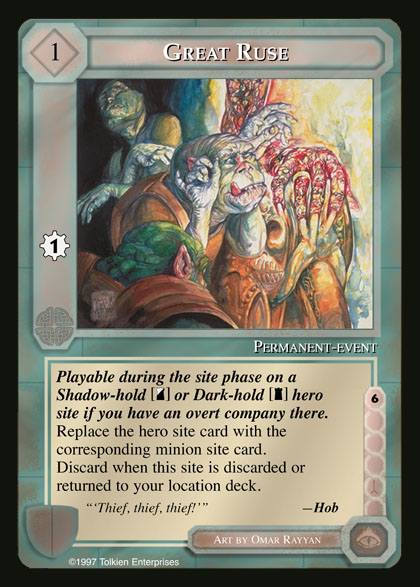 1
Great Ruse
1
Permanent-event
Playable during the site phase on a
Shadow-hold [] or Dark-hold [] hero
site if you have an overt company there.
Replace the hero site card with the
corresponding minion site card.
Discard when this site is discarded or
returned to your location deck.
“‘Thief, thief, thief!’” —Hob
6
Art by Omar Rayyan
©1997 Tolkien Enterprises